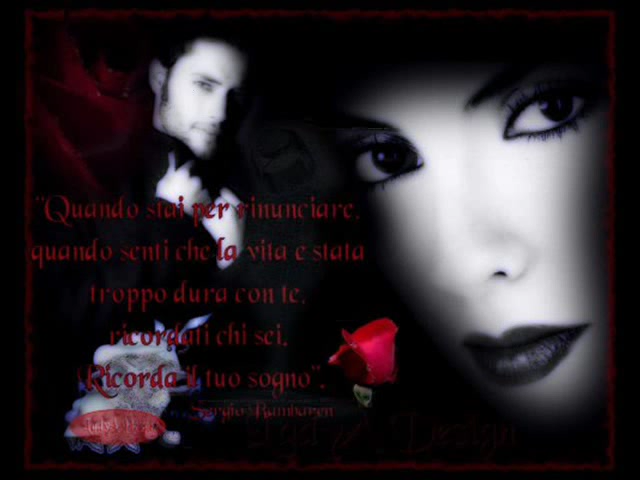 "Quando stai per rinunciare,
quando senti che la vita e stata
troppo dura con te,
ricordati chi sei.
Ricorda il tuo sogno".
Sergio Bambaren
Design